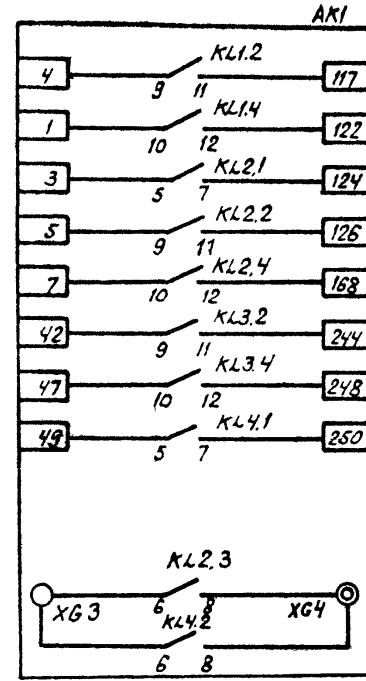 AK1
4 9 KL1.2 11 117
1 10 KL1.4 12 122
3 5 KL2.1 7 124
5 9 KL2.2 11 126
7 10 KL2.4 12 168
42 9 KL3.2 11 244
47 10 KL3.4 12 248
49 5 KL4.1 7 250
KL2.3
XG3 6 8 XG4
KL4.2
6 8